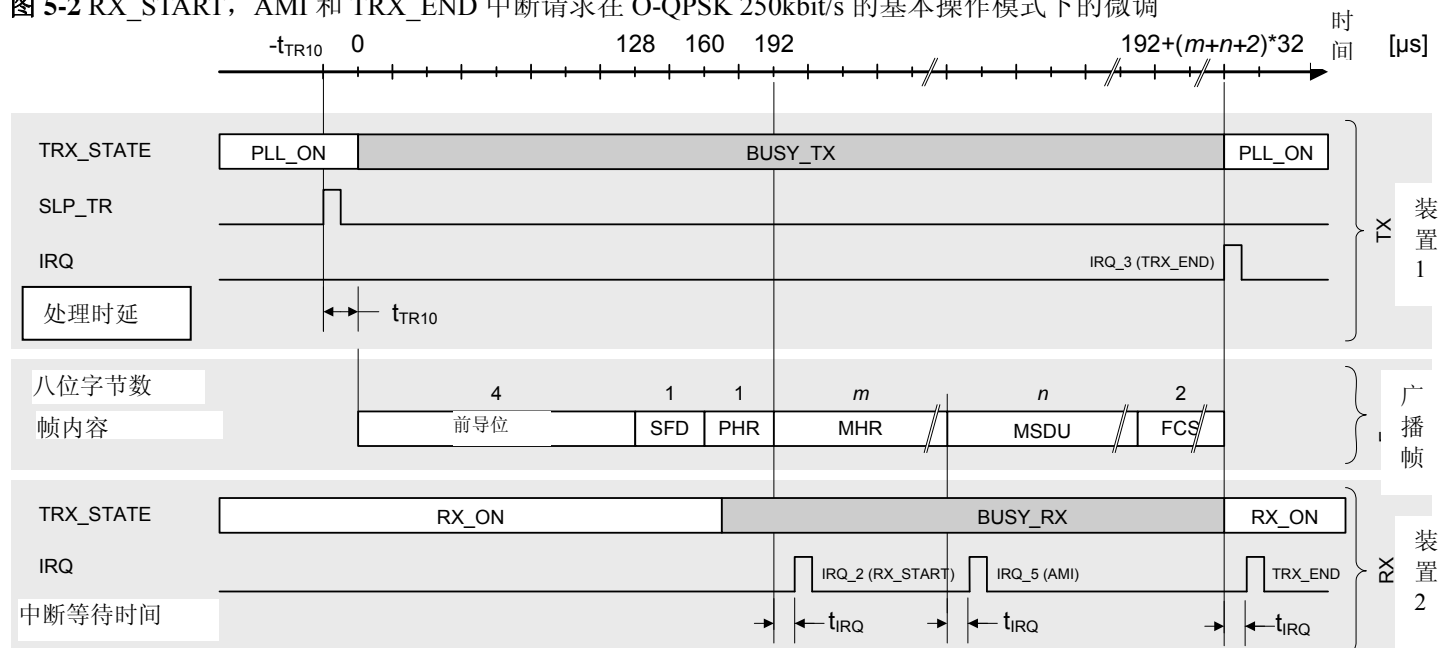 图 5-2 RX_START，AMI 和 TRX_END 中断请求在 O-QPSK 250kbit/s 的基本操作模式下的微调
-tTR10 0 128 160 192 192+(m+n+2)*32 时间 [µs]
TRX_STATE PLL_ON BUSY_TX PLL_ON
SLP_TR
IRQ IRQ_3 (TRX_END)
处理时延 tTR10
TX 装置1
八位字节数 4 1 1 m n 2
帧内容 前导位 SFD PHR MHR MSDU FCS
广播帧
TRX_STATE RX_ON BUSY_RX RX_ON
IRQ IRQ_2 (RX_START) IRQ_5 (AMI) TRX_END
中断等待时间 tIRQ tIRQ tIRQ
RX 装置2